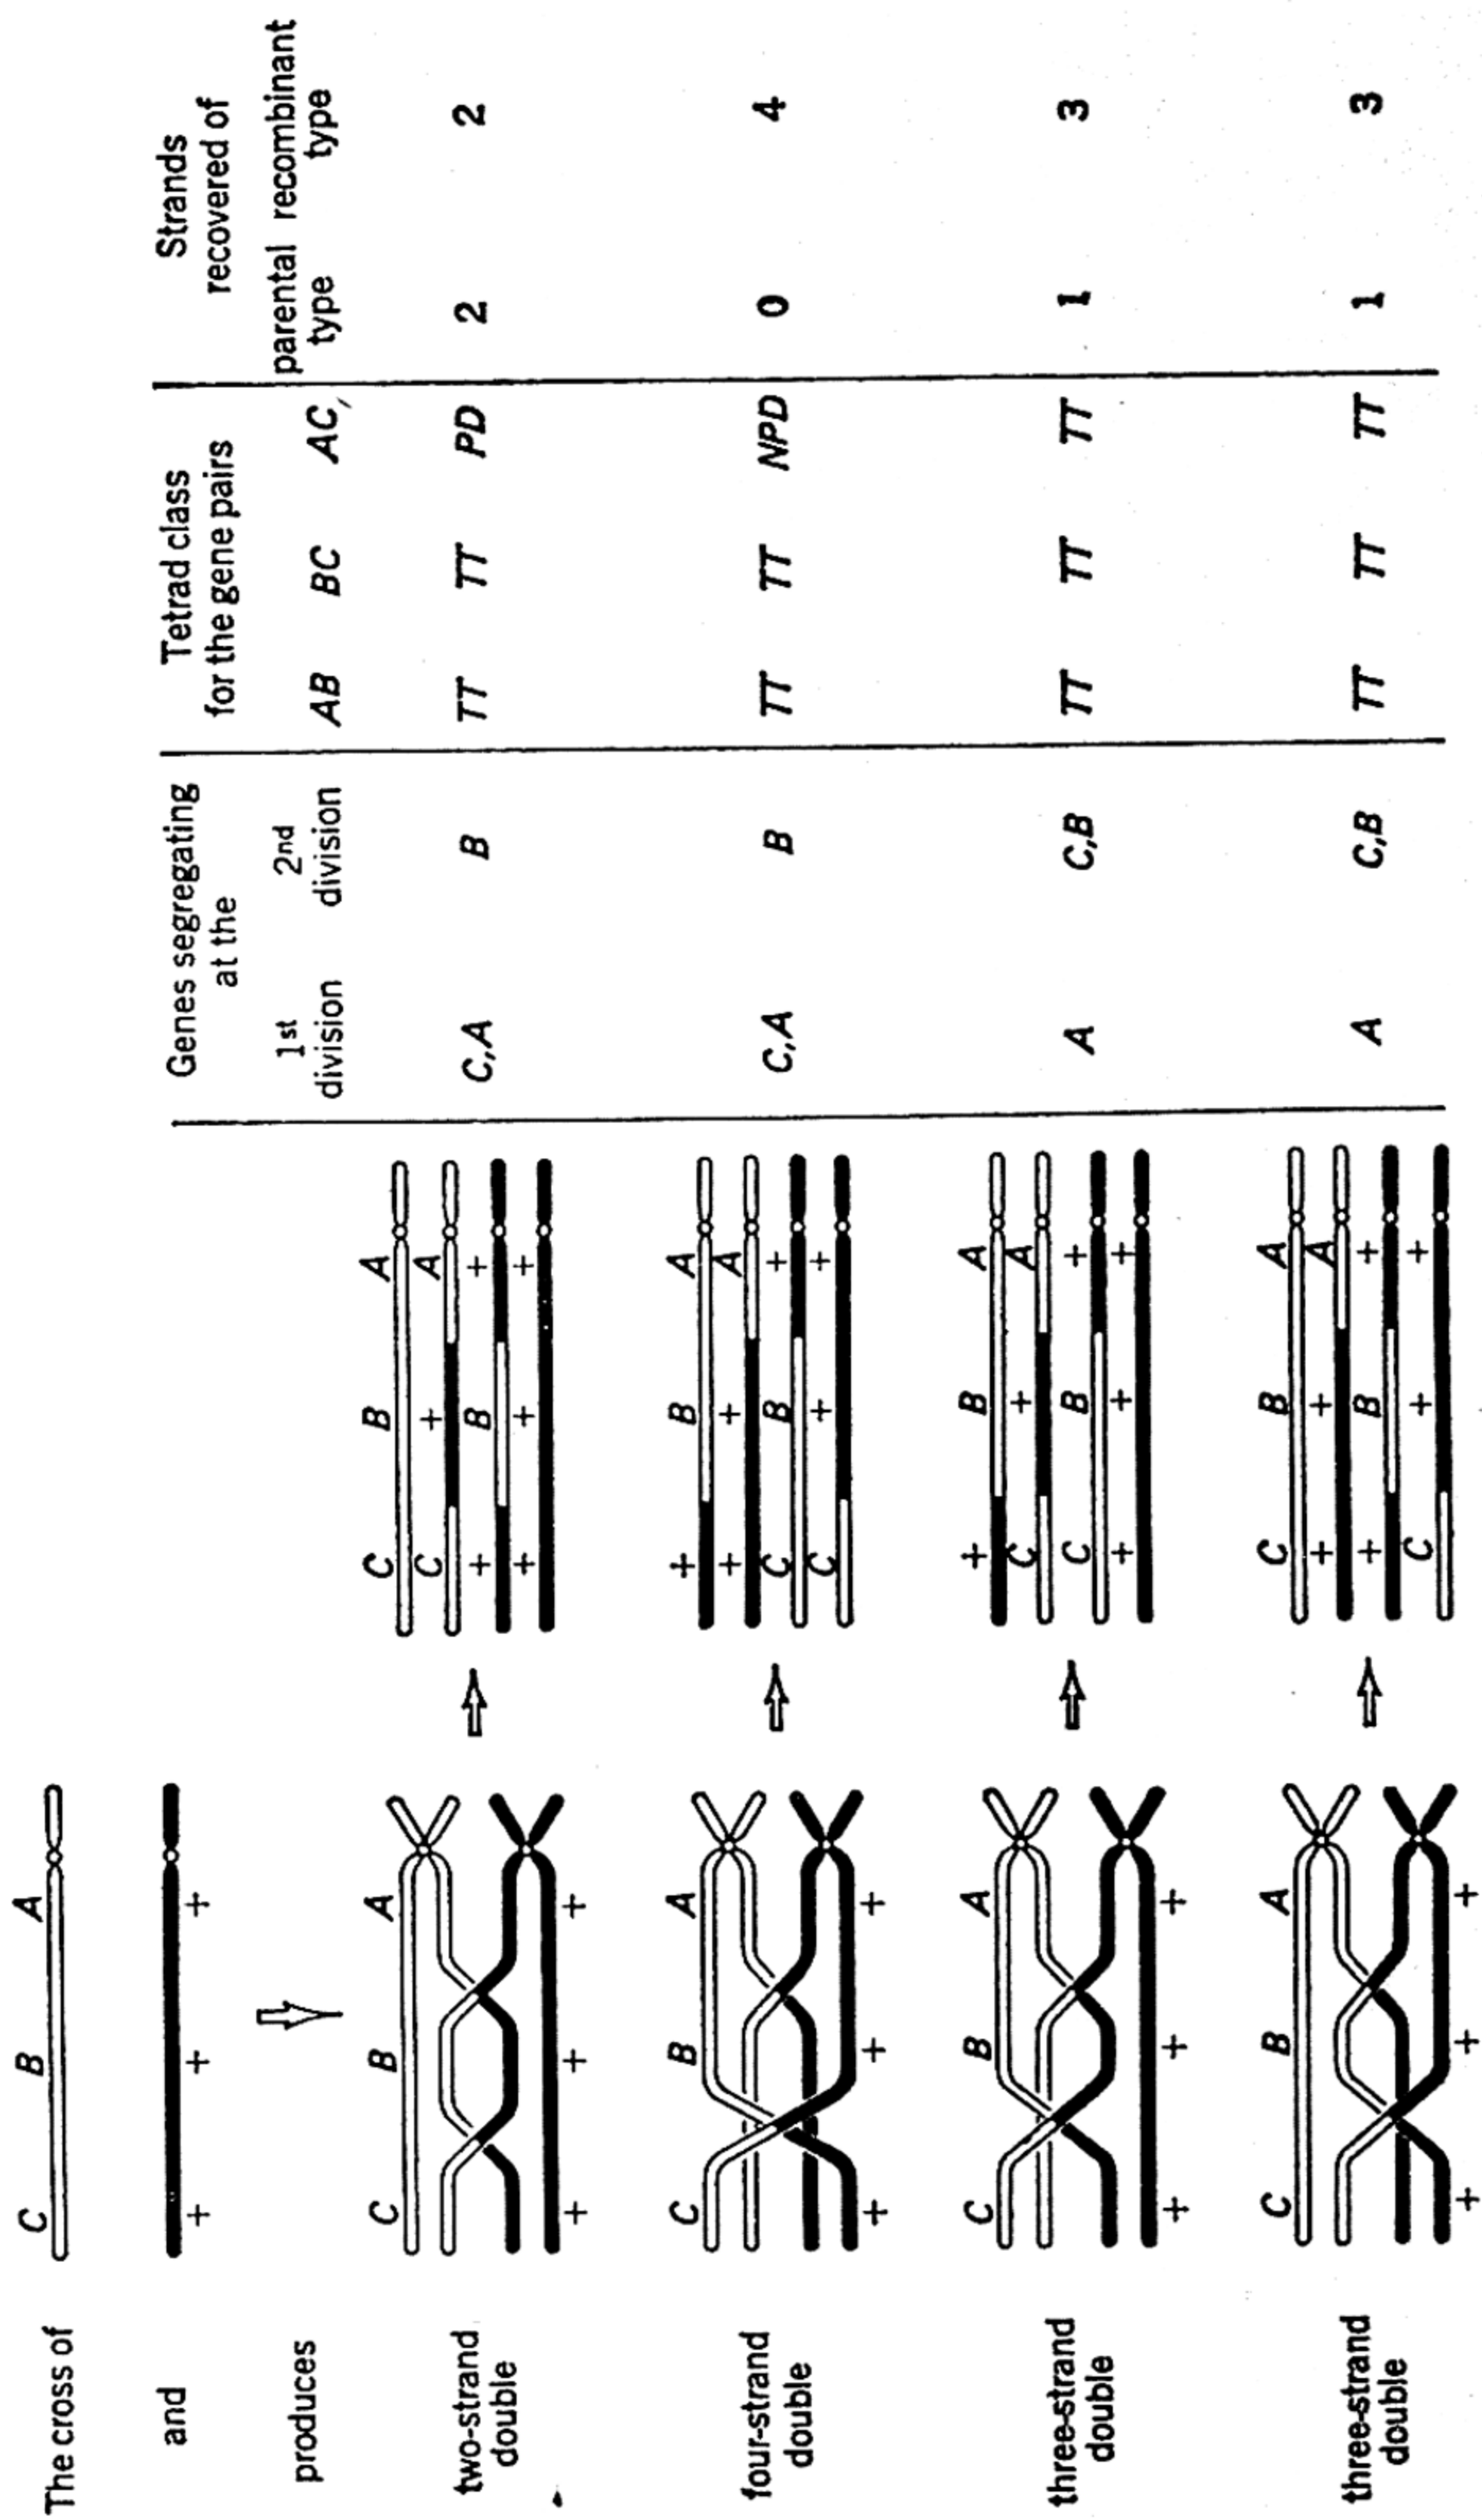 The cross of
C B A
and
+ + +
produces
Genes segregating
at the
1st
division
2nd
division
Tetrad class
for the gene pairs
AB BC AC
Strands
recovered of
parental
type
recombinant
type
two-strand
double
C B A
+ + +
C B A
C + A
+ B +
+ + +
C,A B TT TT PD 2 2
four-strand
double
C B A
+ + +
+ B A
+ + A
C B +
C + +
C,A B TT TT NPD 0 4
three-strand
double
C B A
+ + +
+ B A
C + A
C B +
+ + +
A C,B TT TT TT 1 3
three-strand
double
C B A
+ + +
C B A
+ + A
+ B +
C + +
A C,B TT TT TT 1 3